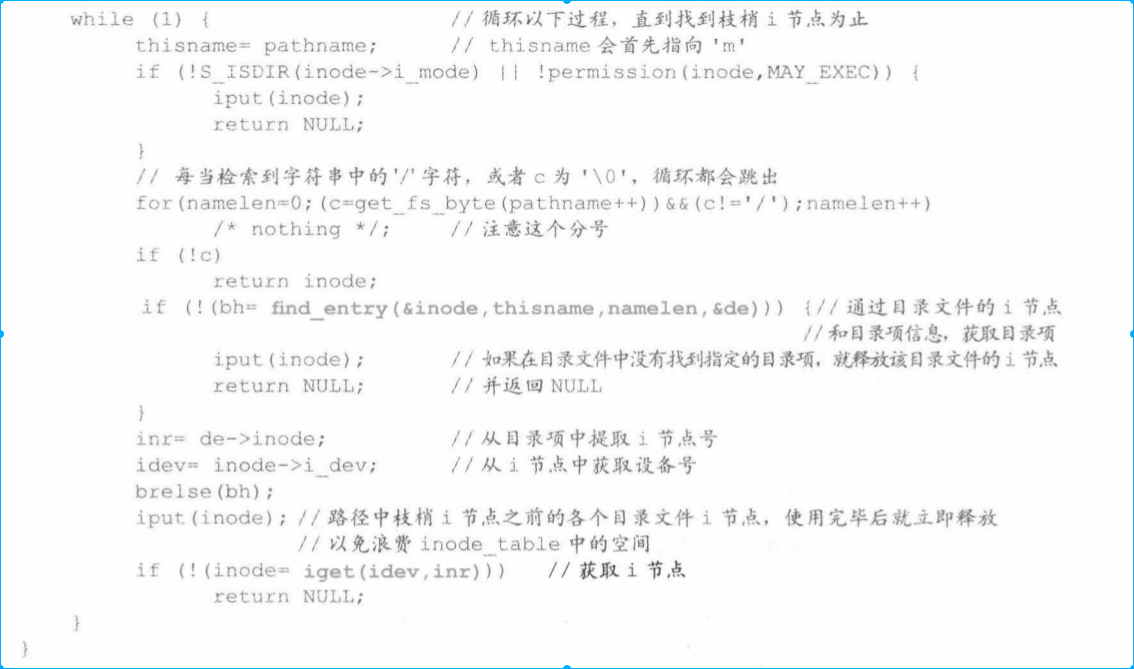 while (1) { // 循环以下过程，直到找到枝梢 i 节点为止
thisname= pathname; // thisname 会首先指向 'm'
if (!S_ISDIR(inode->i_mode) || !permission(inode,MAY_EXEC)) {
iput(inode);
return NULL;
}
// 每当检索到字符串中的'/'字符，或者 c 为 '\0'，循环都会跳出
for(namelen=0;(c=get_fs_byte(pathname++))&&(c!='/');namelen++)
/* nothing */; // 注意这个分号
if (!c)
return inode;
if (!(bh= find_entry(&inode,thisname,namelen,&de))) {// 通过目录文件的 i 节点
// 和目录项信息，获取目录项
iput(inode); // 如果在目录文件中没有找到指定的目录项，就释放该目录文件的 i 节点
return NULL; // 并返回 NULL
}
inr= de->inode; // 从目录项中提取 i 节点号
idev= inode->i_dev; // 从 i 节点中获取设备号
brelse(bh);
iput(inode); // 路径中枝梢 i 节点之前的各个目录文件 i 节点，使用完毕后就立即释放
// 以免浪费 inode_table 中的空间
if (!(inode= iget(idev,inr))) // 获取 i 节点
return NULL;
}
}